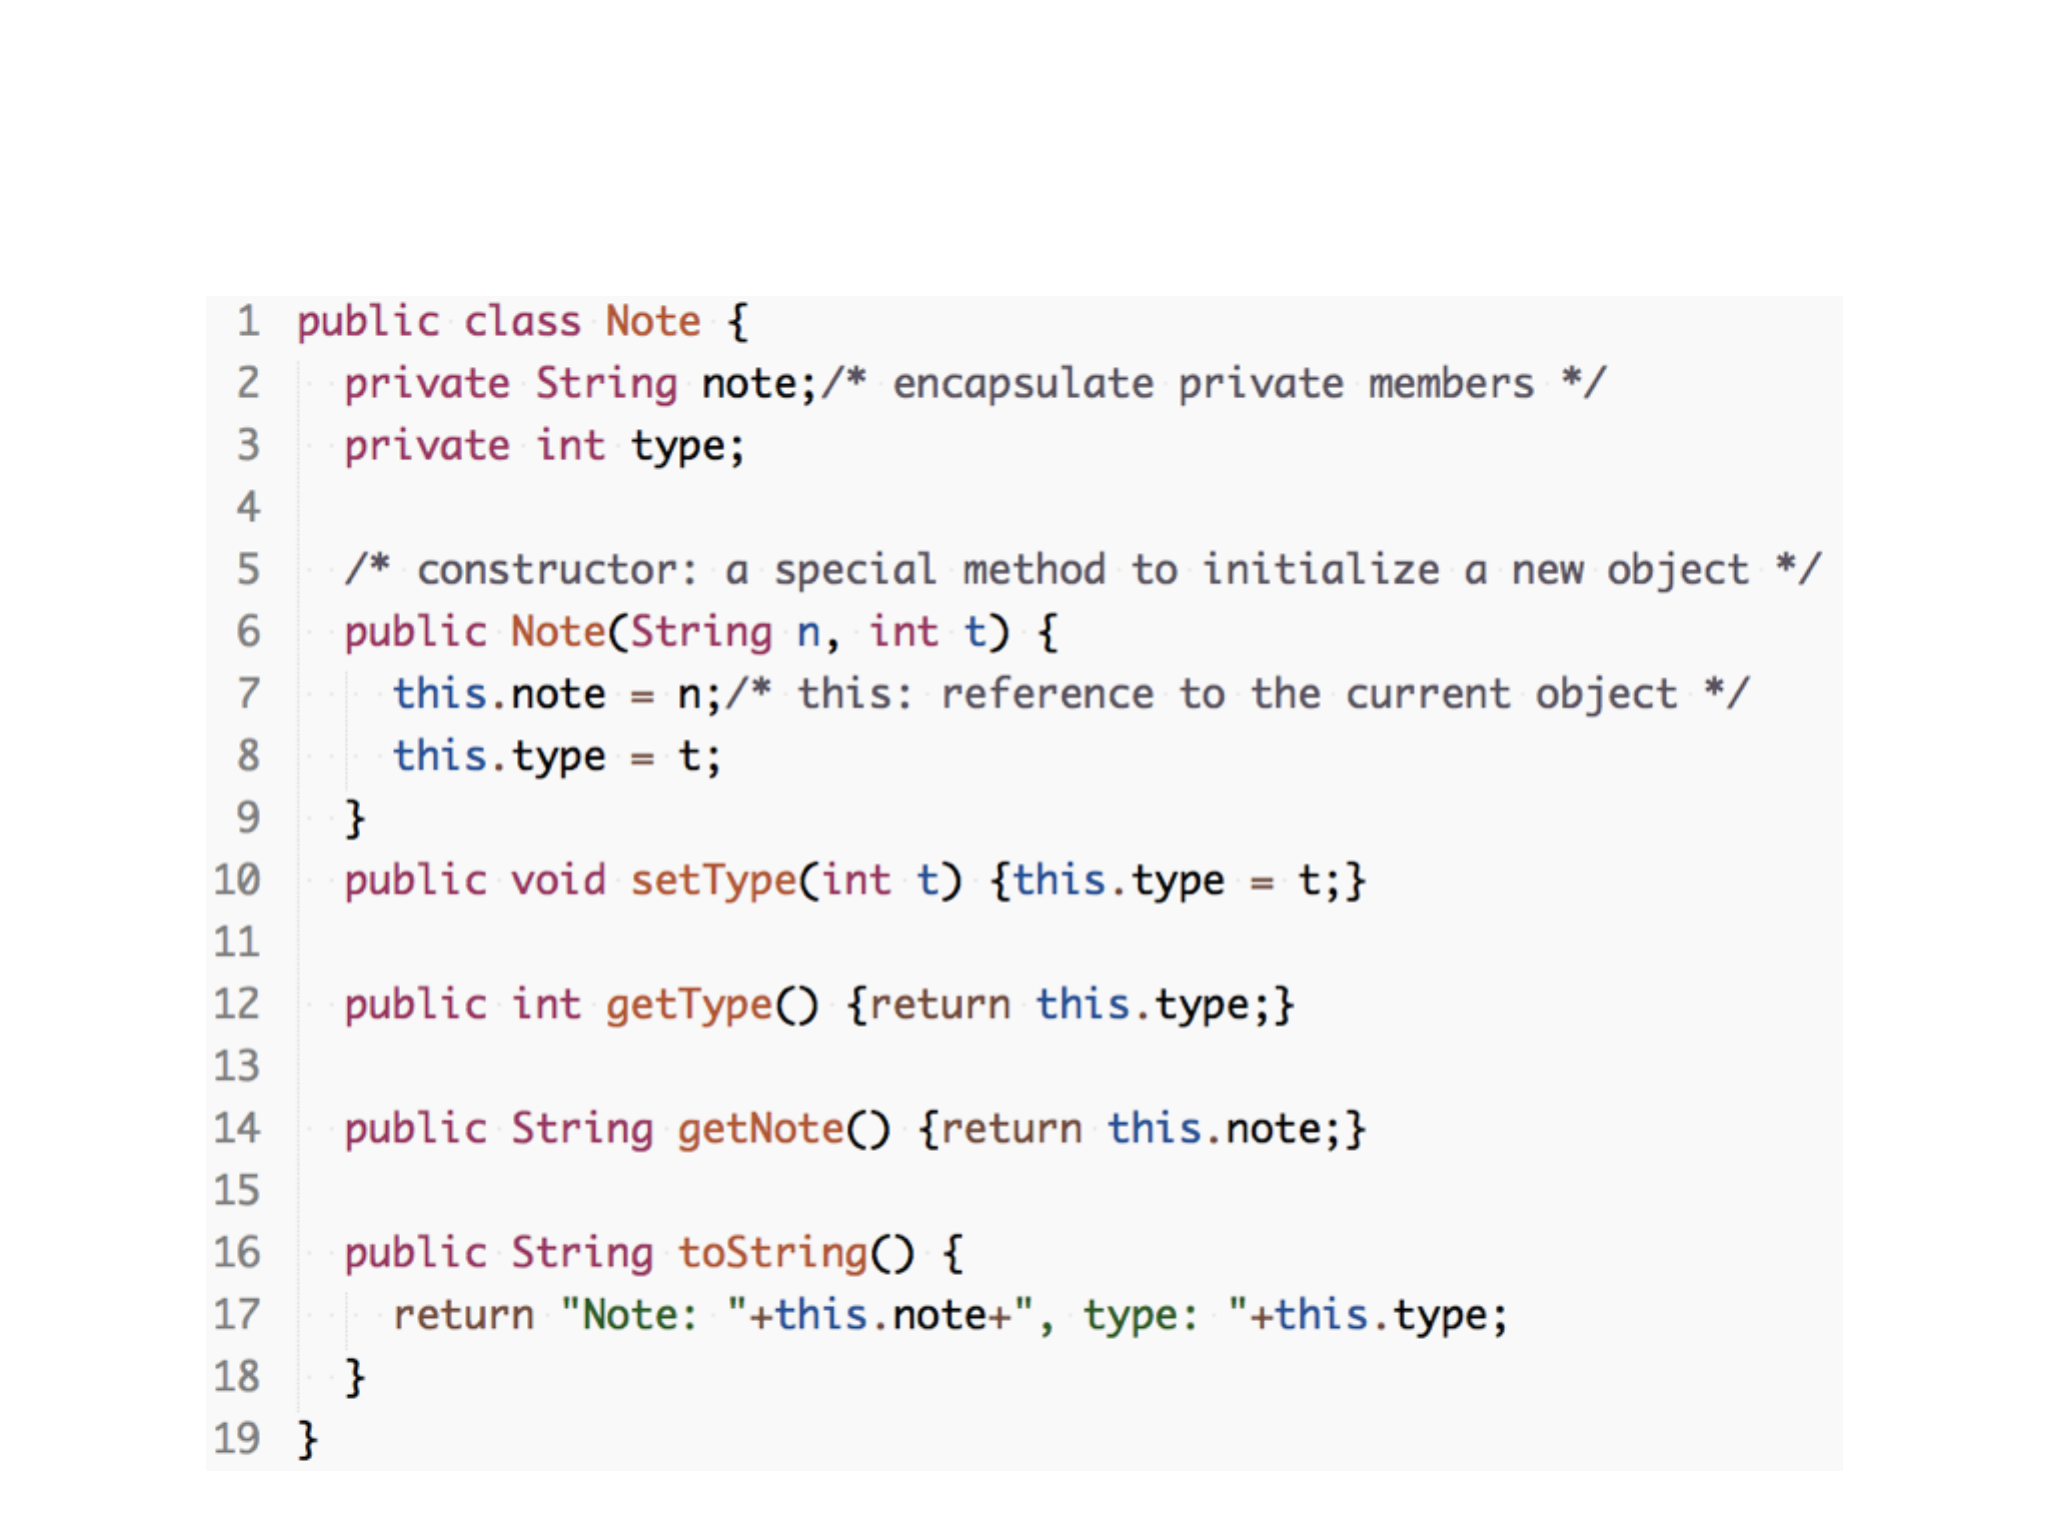 1 public class Note {
2 private String note;/* encapsulate private members */
3 private int type;
4
5 /* constructor: a special method to initialize a new object */
6 public Note(String n, int t) {
7 this.note = n;/* this: reference to the current object */
8 this.type = t;
9 }
10 public void setType(int t) {this.type = t;}
11
12 public int getType() {return this.type;}
13
14 public String getNote() {return this.note;}
15
16 public String toString() {
17 return "Note: "+this.note+", type: "+this.type;
18 }
19 }